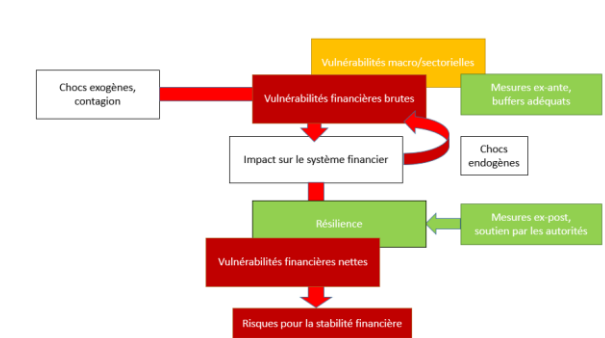 Vulnérabilités macro/sectorielles
Chocs exogènes,
contagion
Vulnérabilités financières brutes
Mesures ex-ante,
buffers adéquats
Impact sur le système financier
Chocs
endogènes
Résilience
Mesures ex-post,
soutien par les autorités
Vulnérabilités financières nettes
Risques pour la stabilité financière